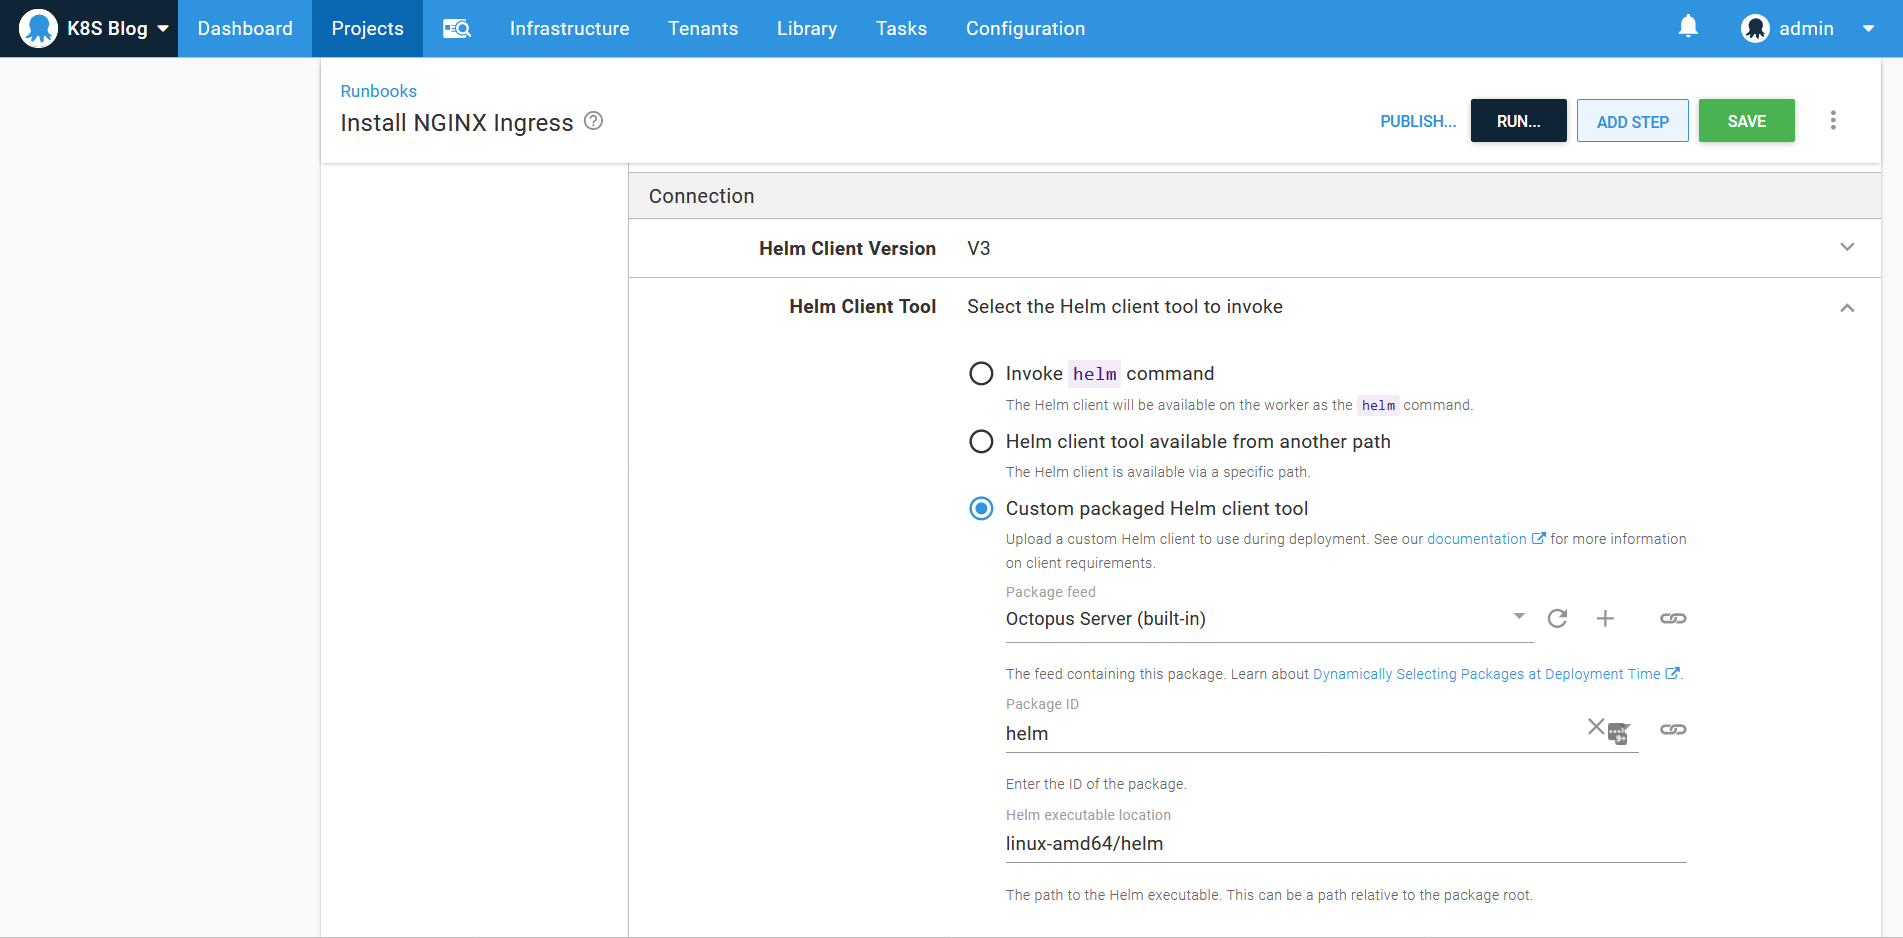 K8S Blog Dashboard Projects Infrastructure Tenants Library Tasks Configuration admin
Runbooks
Install NGINX Ingress ?
PUBLISH... RUN... ADD STEP SAVE
Connection
Helm Client Version V3
Helm Client Tool Select the Helm client tool to invoke
Invoke helm command
The Helm client will be available on the worker as the helm command.
Helm client tool available from another path
The Helm client is available via a specific path.
Custom packaged Helm client tool
Upload a custom Helm client to use during deployment. See our documentation for more information
on client requirements.
Package feed
Octopus Server (built-in)
The feed containing this package. Learn about Dynamically Selecting Packages at Deployment Time.
Package ID
helm
Enter the ID of the package.
Helm executable location
linux-amd64/helm
The path to the Helm executable. This can be a path relative to the package root.